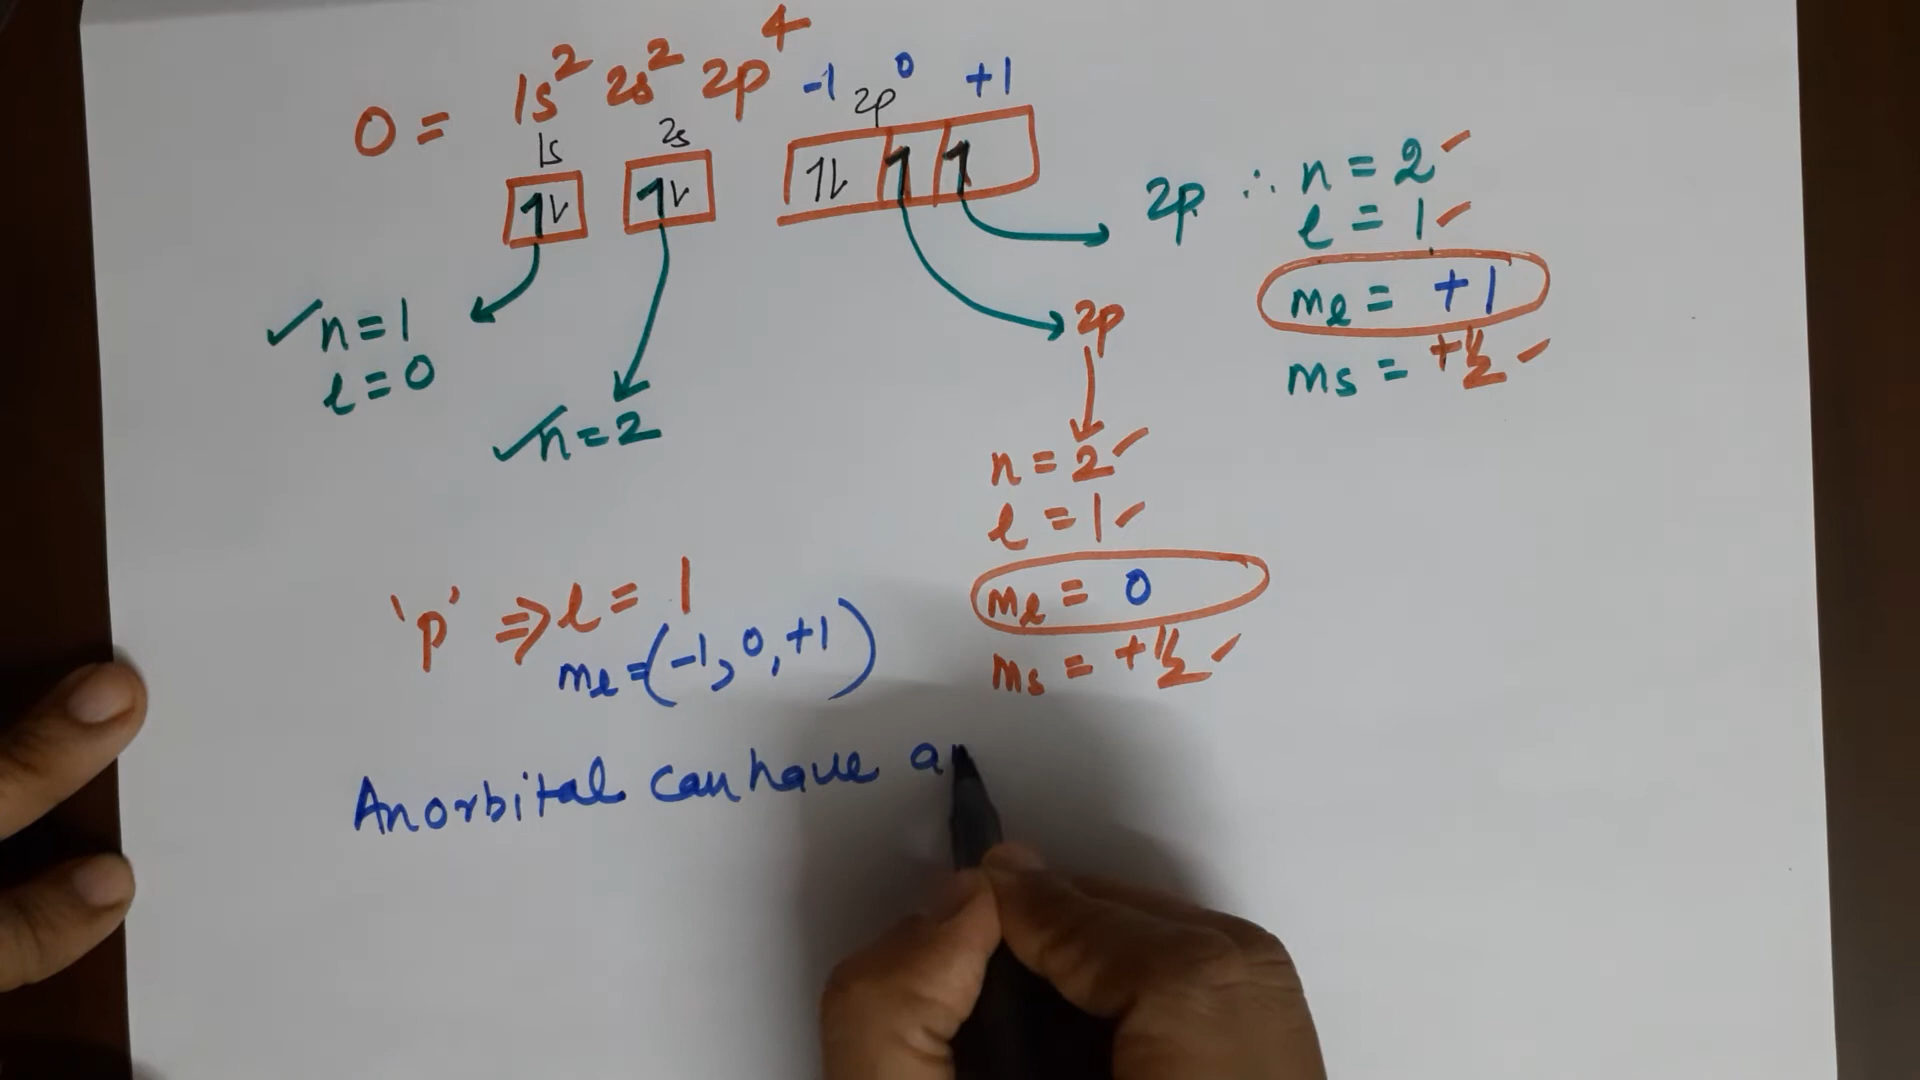 O = 1s² 2s² 2p⁴
-1 0 +1
1s 2s 2p
↿⇂ ↿⇂ ↿⇂ ↿ ↿
2p ∴ n = 2 ✓
l = 1 ✓
mₗ = +1
ms = +½ ✓
✓ n=1
l=0
✓ n=2
2p
n = 2 ✓
l = 1 ✓
mₗ = 0
ms = +½ ✓
'p' ⇒ l = 1
mₗ = (-1, 0, +1)
An orbital can have